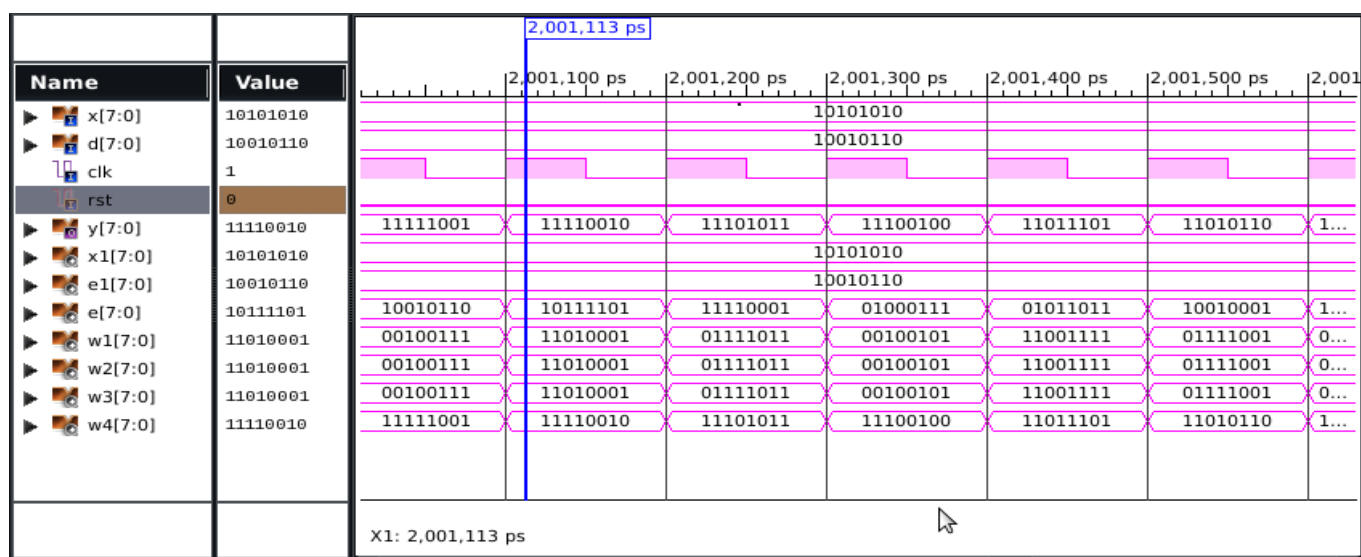 2,001,113 ps
Name Value 2,001,100 ps 2,001,200 ps 2,001,300 ps 2,001,400 ps 2,001,500 ps 2,001
x[7:0] 10101010 10101010
d[7:0] 10010110 10010110
clk 1
rst 0
y[7:0] 11110010 11111001 11110010 11101011 11100100 11011101 11010110 1...
x1[7:0] 10101010 10101010
e1[7:0] 10010110 10010110
e[7:0] 10111101 10010110 10111101 11110001 01000111 01011011 10010001 1...
w1[7:0] 11010001 00100111 11010001 01111011 00100101 11001111 01111001 0...
w2[7:0] 11010001 00100111 11010001 01111011 00100101 11001111 01111001 0...
w3[7:0] 11010001 00100111 11010001 01111011 00100101 11001111 01111001 0...
w4[7:0] 11110010 11111001 11110010 11101011 11100100 11011101 11010110 1...
X1: 2,001,113 ps